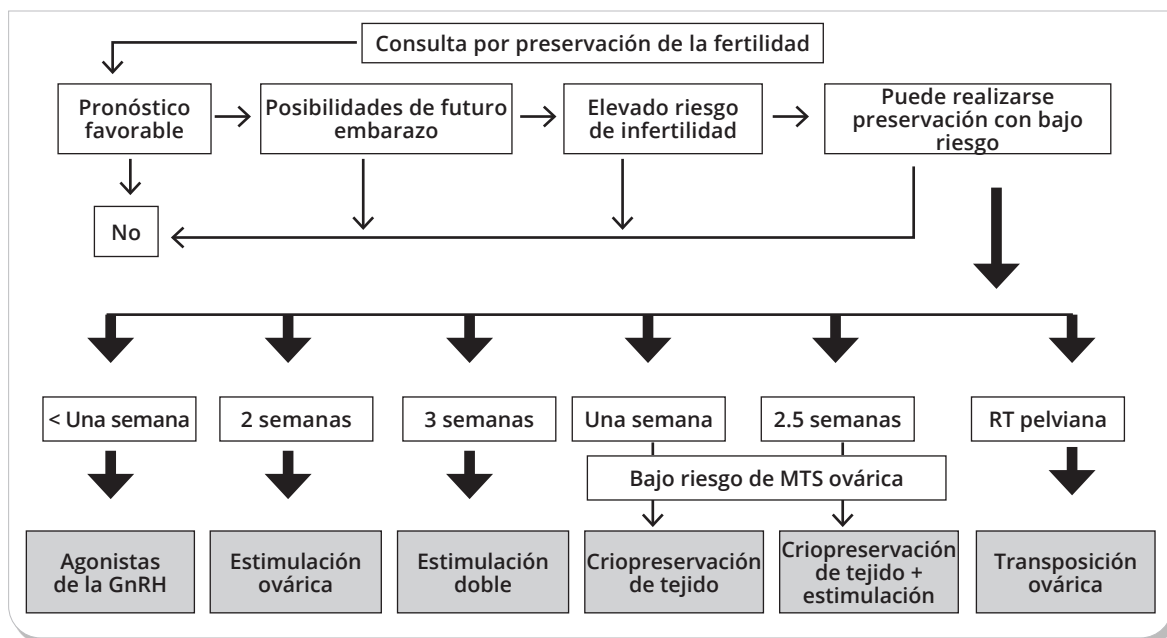 Consulta por preservación de la fertilidad
Pronóstico
favorable
Posibilidades de futuro
embarazo
Elevado riesgo
de infertilidad
Puede realizarse
preservación con bajo
riesgo
No
< Una semana
2 semanas
3 semanas
Una semana
2.5 semanas
RT pelviana
Bajo riesgo de MTS ovárica
Agonistas
de la GnRH
Estimulación
ovárica
Estimulación
doble
Criopreservación
de tejido
Criopreservación
de tejido +
estimulación
Transposición
ovárica